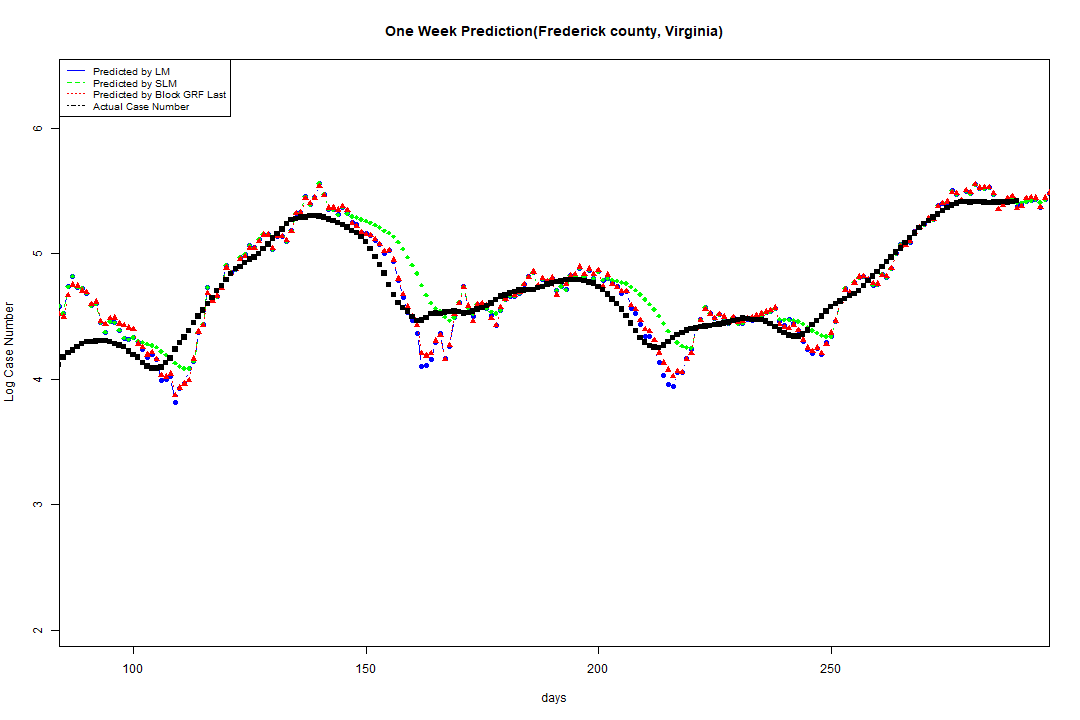 One Week Prediction(Frederick county, Virginia)
Predicted by LM
Predicted by SLM
Predicted by Block GRF Last
Actual Case Number
6
5
4
3
2
Log Case Number
100 150 200 250
days